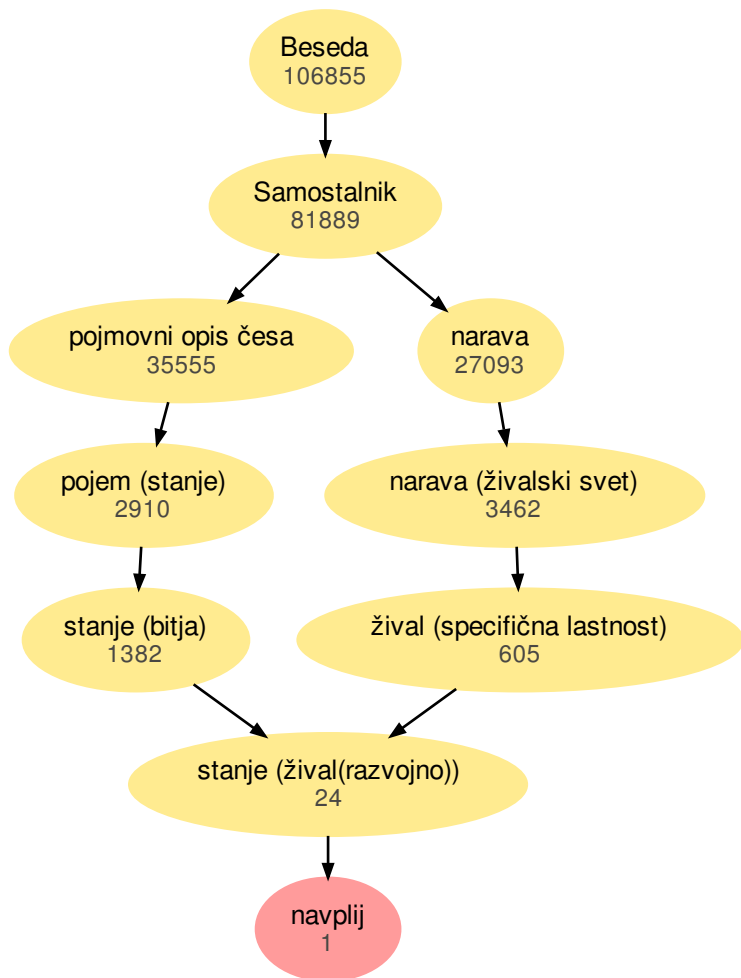 Beseda
106855
Samostalnik
81889
pojmovni opis česa
35555
narava
27093
pojem (stanje)
2910
narava (živalski svet)
3462
stanje (bitja)
1382
žival (specifična lastnost)
605
stanje (žival(razvojno))
24
navplij
1